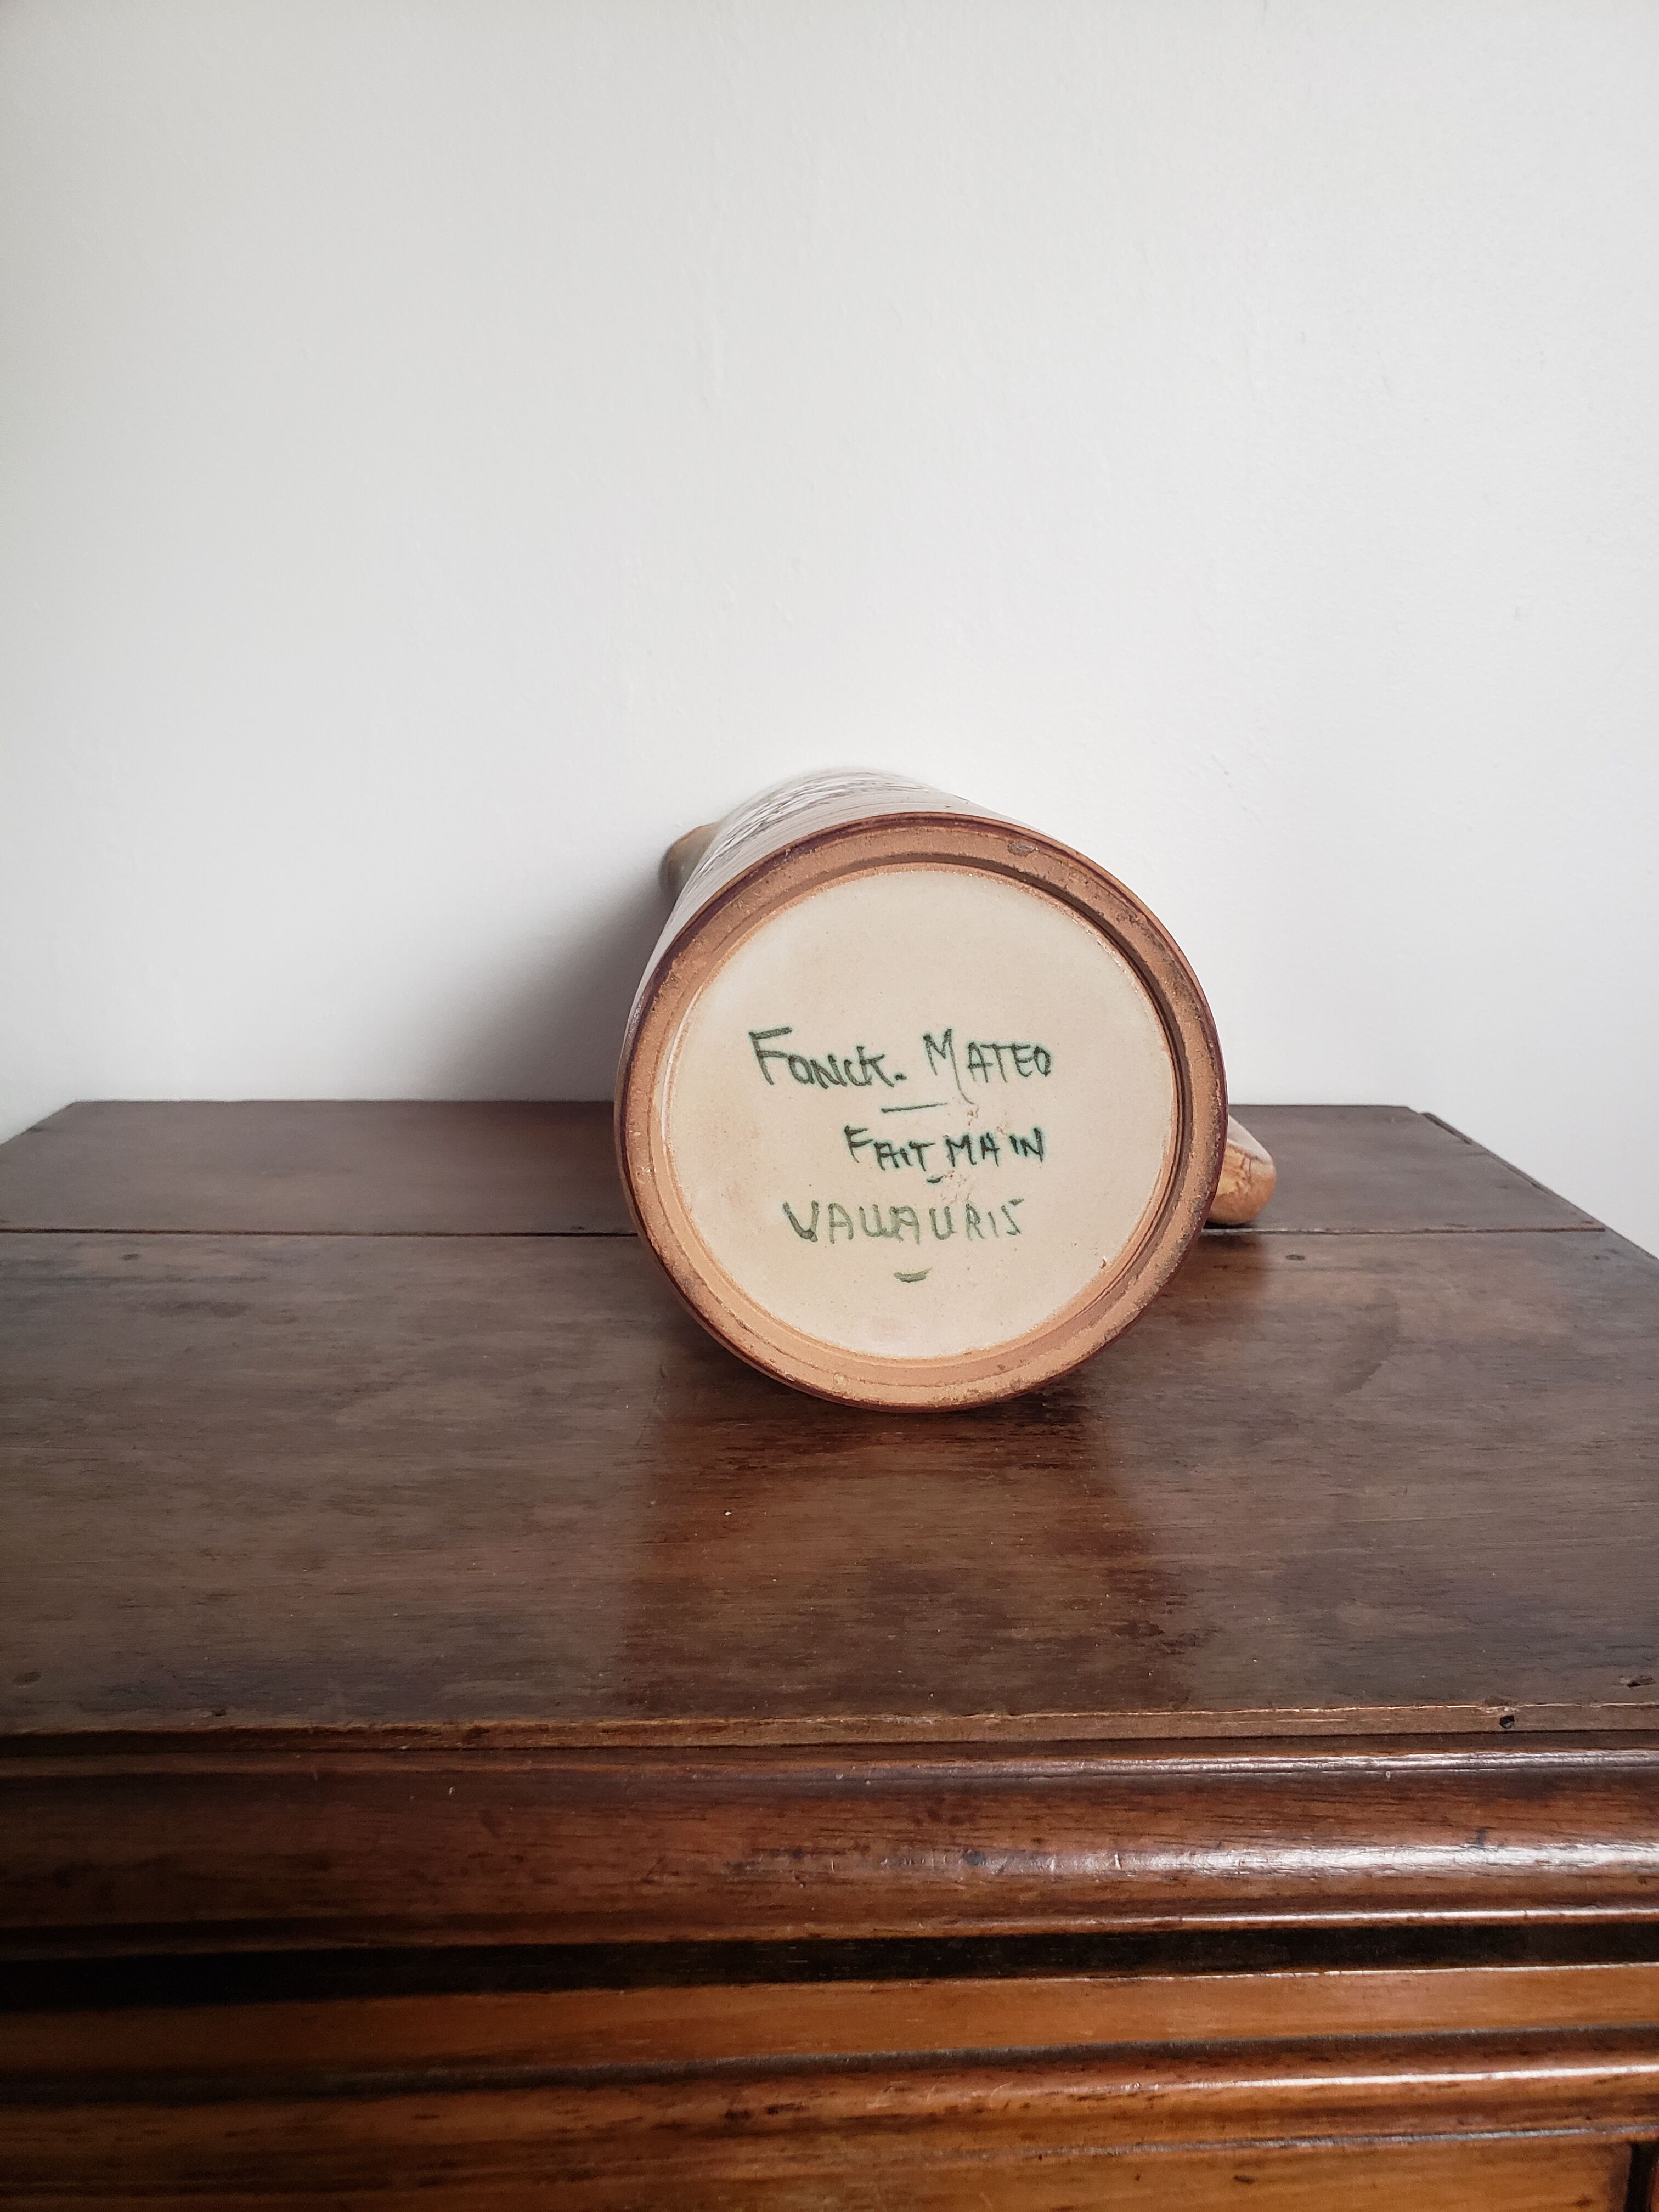 FONCK. MATEO
FAIT MAIN
VALLAURIS